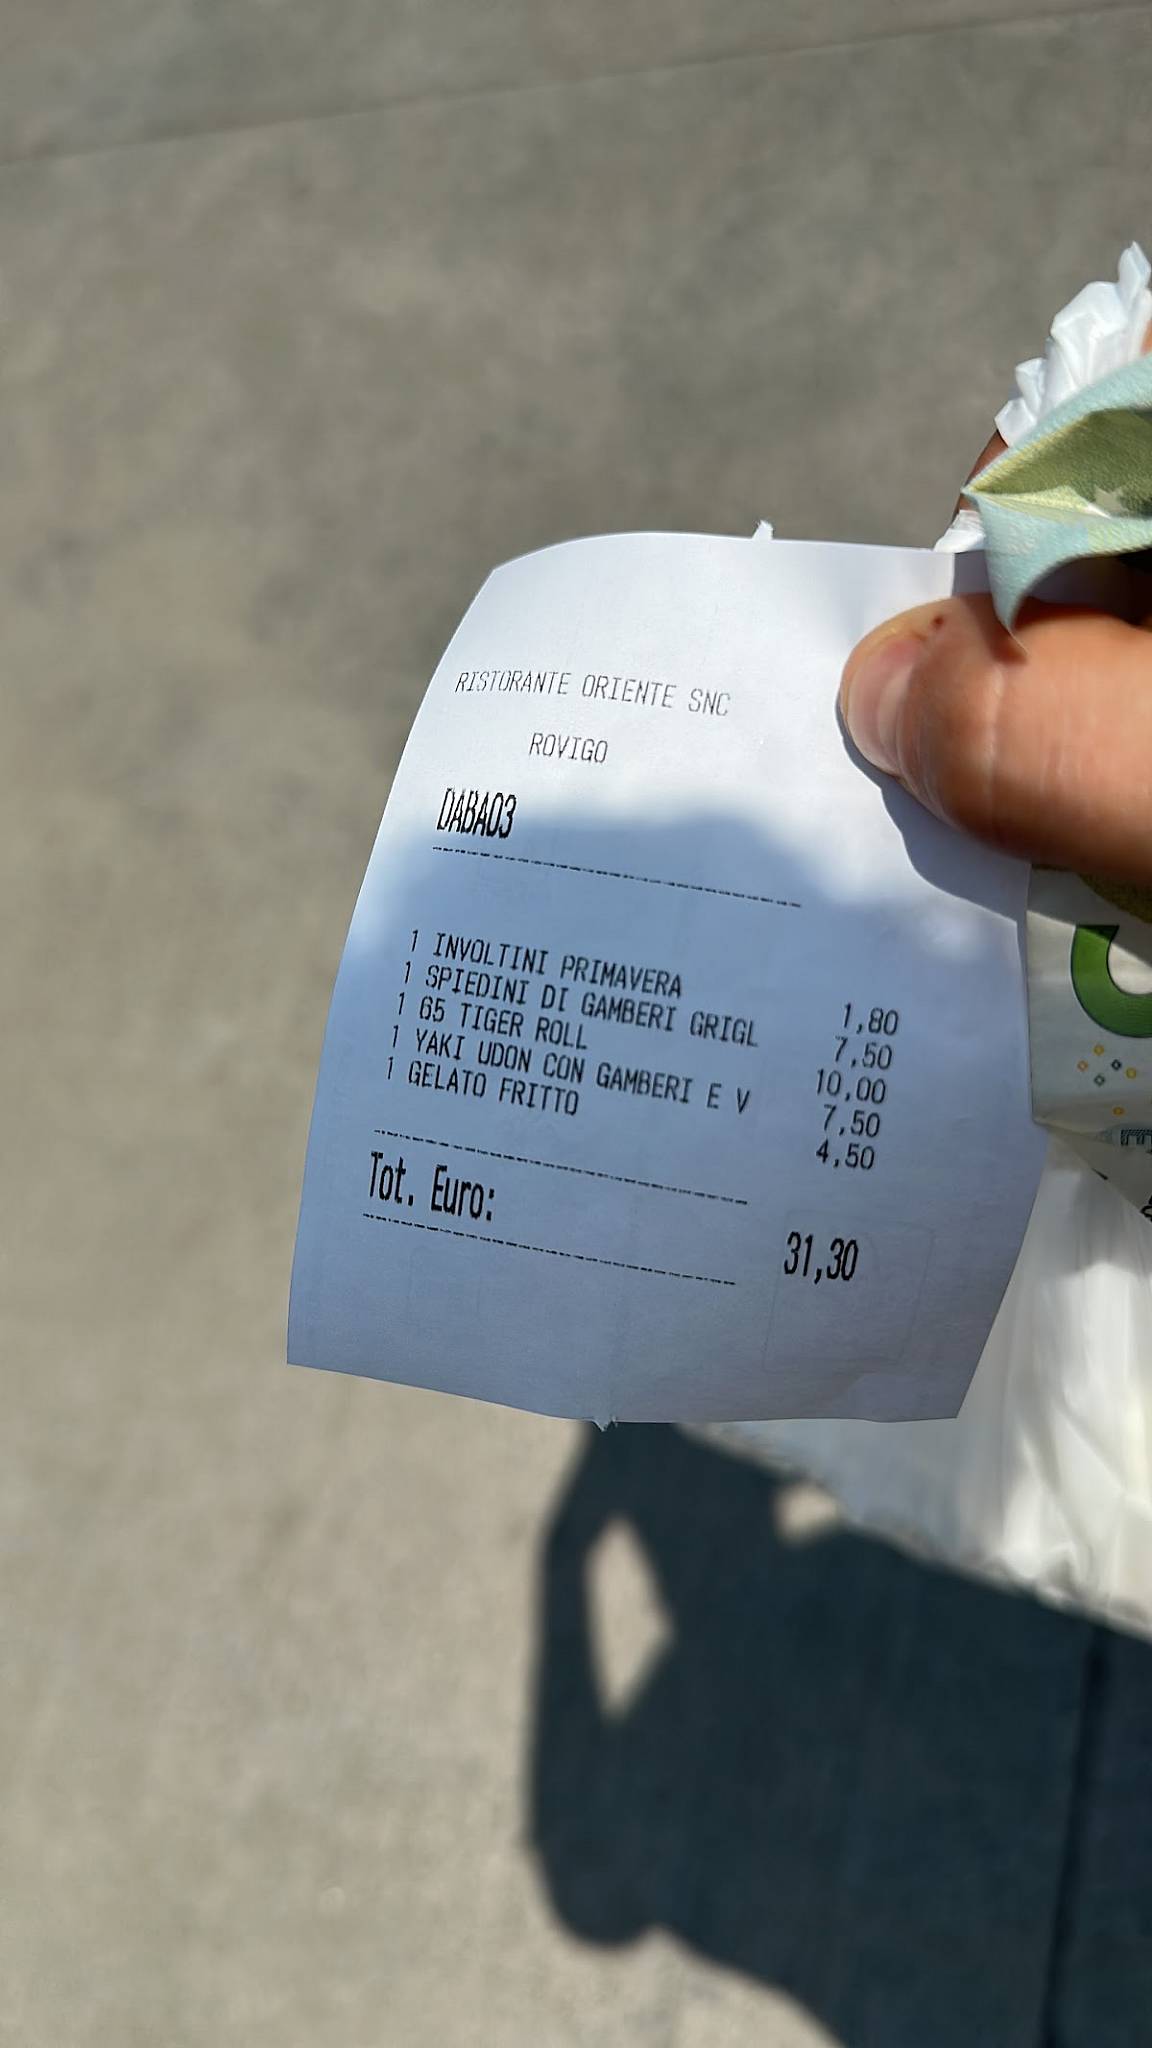 RISTORANTE ORIENTE SNC
ROVIGO
DABA03
1 INVOLTINI PRIMAVERA 1,80
1 SPIEDINI DI GAMBERI GRIGL 7,50
1 65 TIGER ROLL 10,00
1 YAKI UDON CON GAMBERI E V 7,50
1 GELATO FRITTO 4,50
Tot. Euro: 31,30